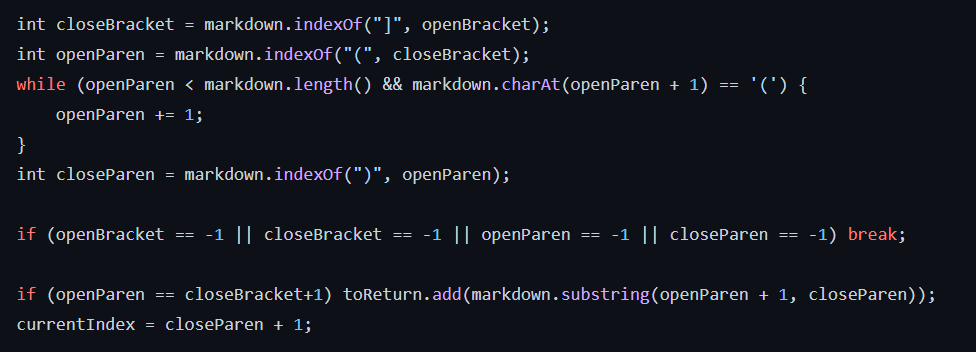 int closeBracket = markdown.indexOf("]", openBracket);
int openParen = markdown.indexOf("(", closeBracket);
while (openParen < markdown.length() && markdown.charAt(openParen + 1) == '(') {
    openParen += 1;
}
int closeParen = markdown.indexOf(")", openParen);

if (openBracket == -1 || closeBracket == -1 || openParen == -1 || closeParen == -1) break;

if (openParen == closeBracket+1) toReturn.add(markdown.substring(openParen + 1, closeParen));
currentIndex = closeParen + 1;